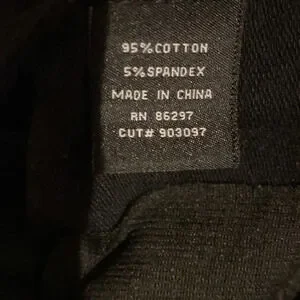 95%COTTON
5%SPANDEX
MADE IN CHINA
RN 86297
CUT# 903097